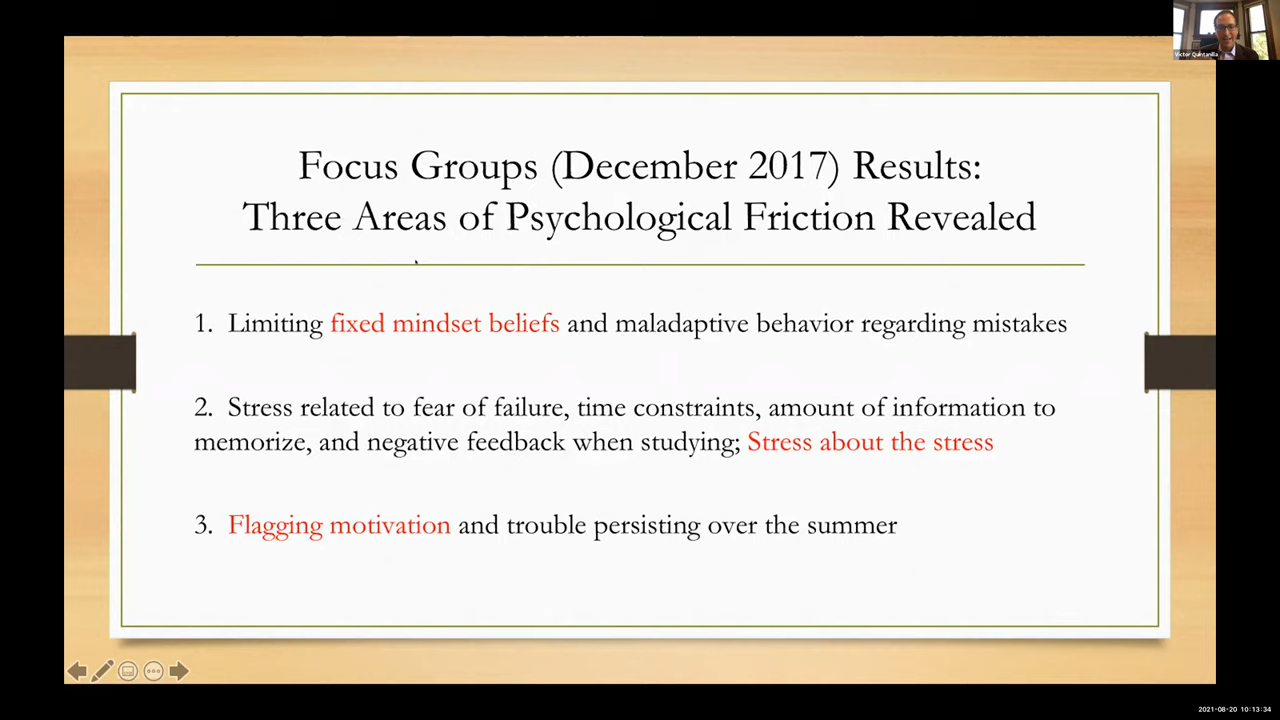 Victor Quintanilla
Focus Groups (December 2017) Results:
Three Areas of Psychological Friction Revealed
1. Limiting fixed mindset beliefs and maladaptive behavior regarding mistakes
2. Stress related to fear of failure, time constraints, amount of information to
memorize, and negative feedback when studying; Stress about the stress
3. Flagging motivation and trouble persisting over the summer
2021-08-20 10:13:34